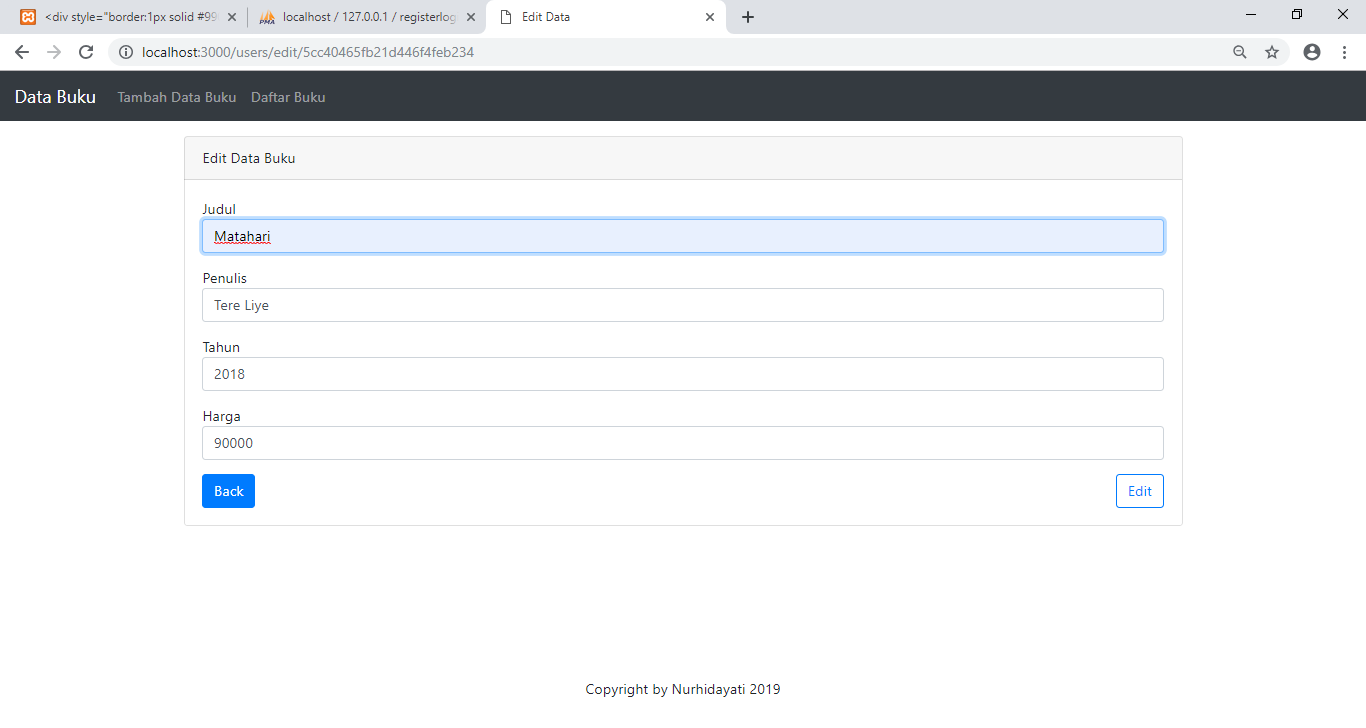 <div style="border:1px solid #99
localhost / 127.0.0.1 / registerlog
Edit Data
localhost:3000/users/edit/5cc40465fb21d446f4feb234
Data Buku Tambah Data Buku Daftar Buku
Edit Data Buku
Judul
Matahari
Penulis
Tere Liye
Tahun
2018
Harga
90000
Back Edit
Copyright by Nurhidayati 2019